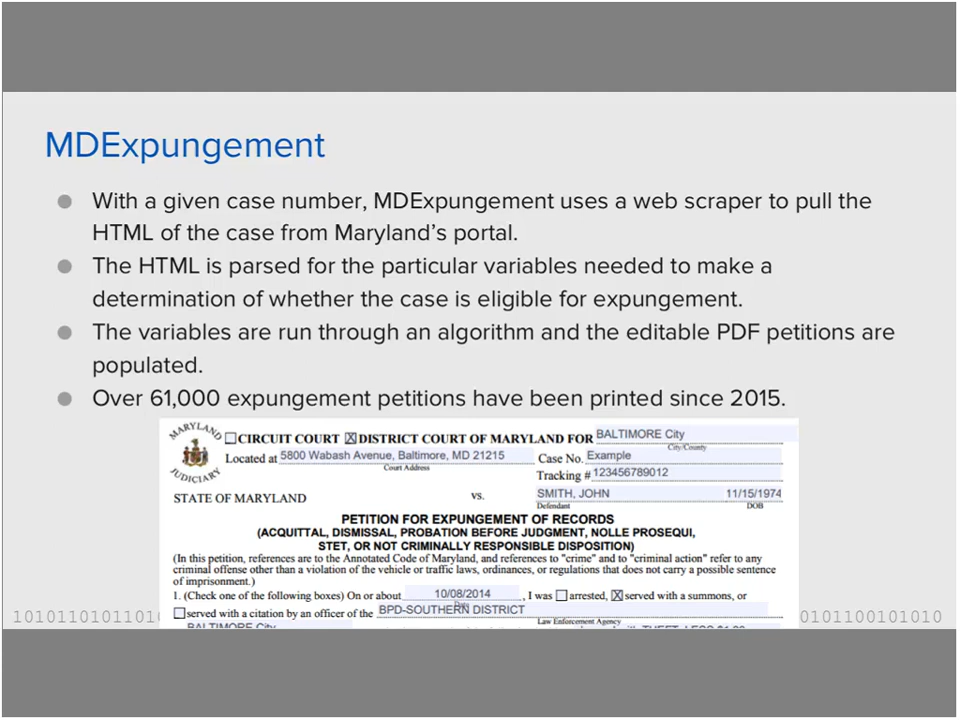 MDExpungement
With a given case number, MDExpungement uses a web scraper to pull the
HTML of the case from Maryland's portal.
The HTML is parsed for the particular variables needed to make a
determination of whether the case is eligible for expungement.
The variables are run through an algorithm and the editable PDF petitions are
populated.
Over 61,000 expungement petitions have been printed since 2015.
MARYLAND JUDICIARY
CIRCUIT COURT X DISTRICT COURT OF MARYLAND FOR BALTIMORE City
City/County
Located at 5800 Wabash Avenue, Baltimore, MD 21215 Case No. Example
Court Address
Tracking # 123456789012
STATE OF MARYLAND vs. SMITH, JOHN 11/15/1974
Defendant DOB
PETITION FOR EXPUNGEMENT OF RECORDS
(ACQUITTAL, DISMISSAL, PROBATION BEFORE JUDGMENT, NOLLE PROSEQUI,
STET, OR NOT CRIMINALLY RESPONSIBLE DISPOSITION)
(In this petition, references are to the Annotated Code of Maryland, and references to "crime" and to "criminal action" refer to any
criminal offense other than a violation of the vehicle or traffic laws, ordinances, or regulations that does not carry a possible sentence
of imprisonment.)
1. (Check one of the following boxes) On or about 10/08/2014, I was arrested, X served with a summons, or
Date
served with a citation by an officer of the BPD-SOUTHERN DISTRICT
Law Enforcement Agency
BALTIMORE City
1010110101101 0101100101010